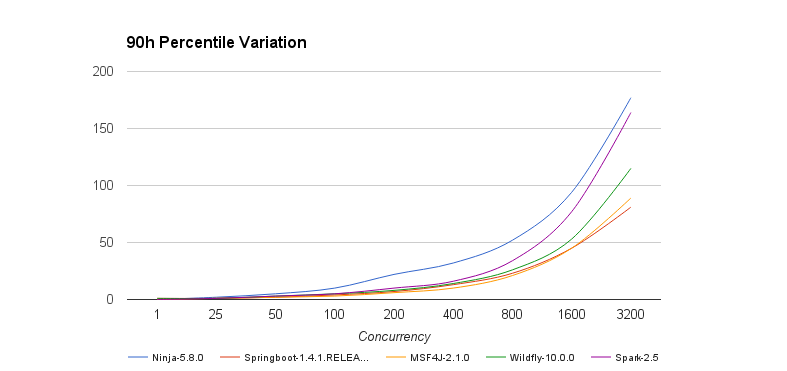 90h Percentile Variation
200
150
100
50
0
1 25 50 100 200 400 800 1600 3200
Concurrency
Ninja-5.8.0 Springboot-1.4.1.RELEA... MSF4J-2.1.0 Wildfly-10.0.0 Spark-2.5